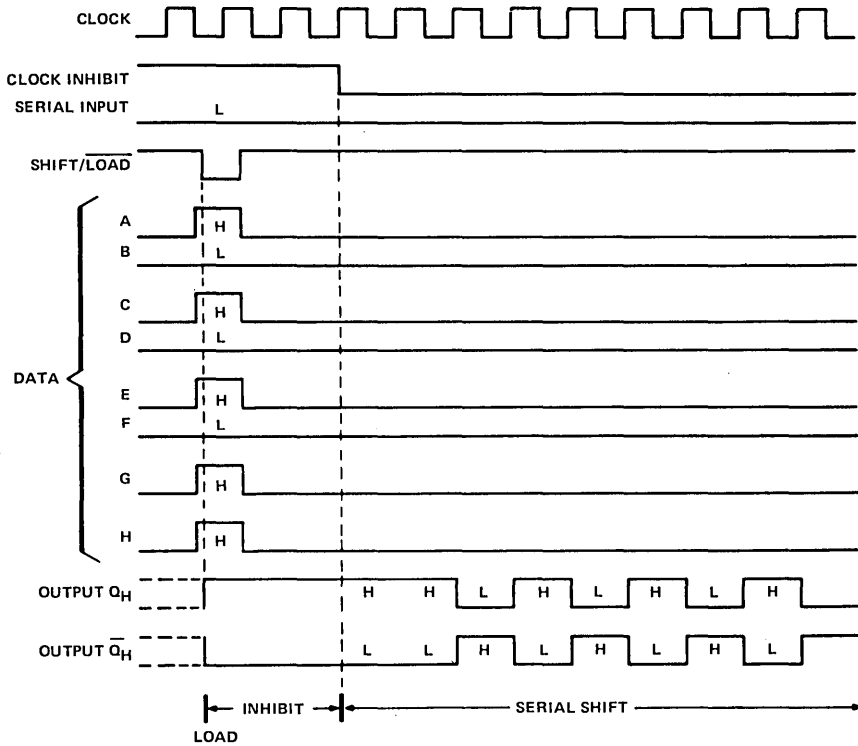 CLOCK
CLOCK INHIBIT
SERIAL INPUT L
SHIFT/LOAD
A H
B L
C H
D L
DATA
E H
F L
G H
H H
OUTPUT QH H H L H L H L H
OUTPUT QH L L H L H L H L
INHIBIT SERIAL SHIFT
LOAD